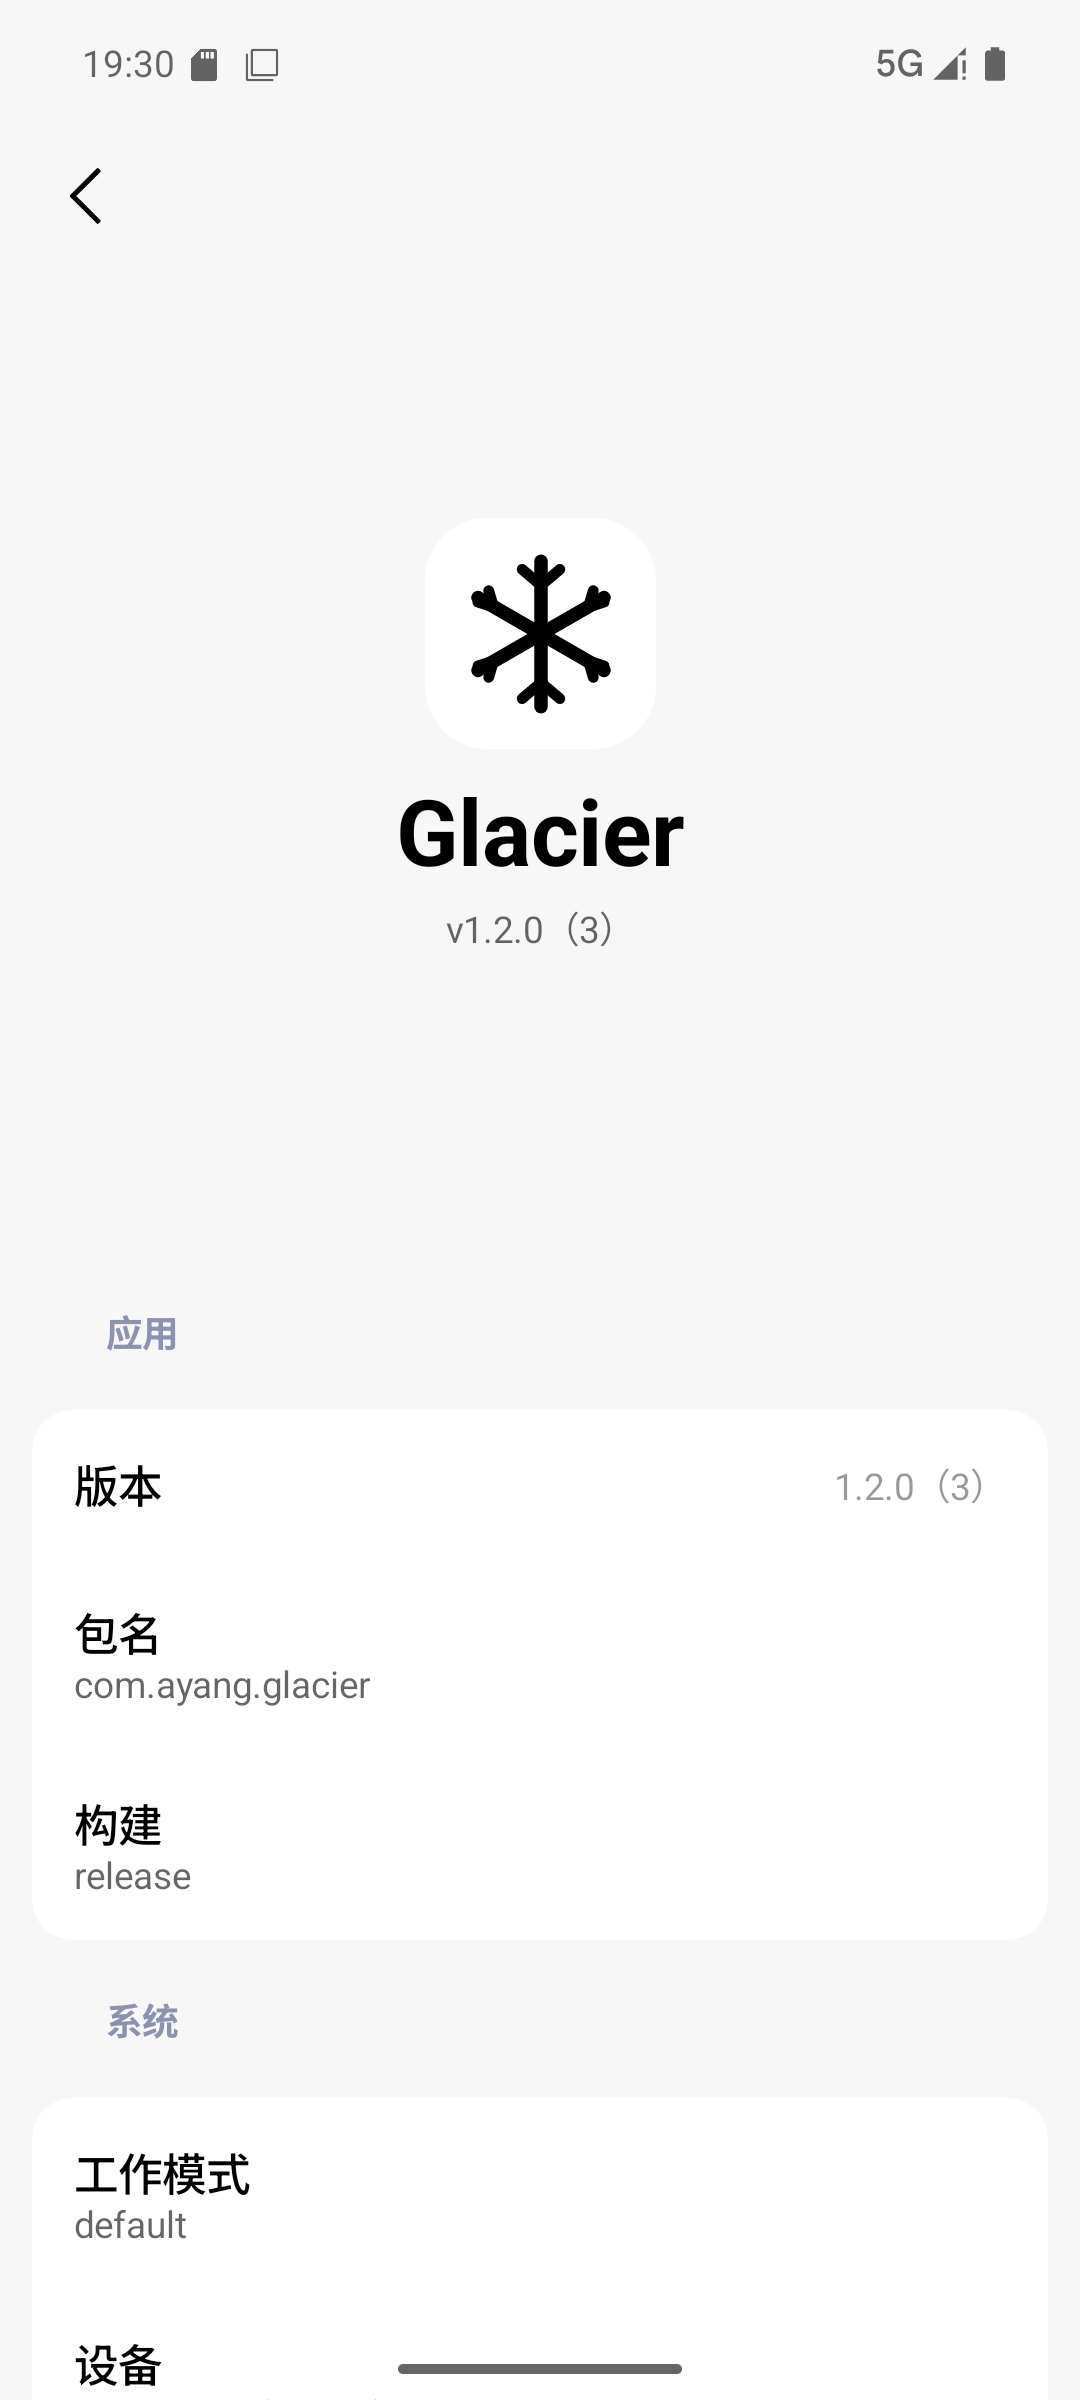 19:30
5G
Glacier
v1.2.0（3）
应用
版本
1.2.0（3）
包名
com.ayang.glacier
构建
release
系统
工作模式
default
设备